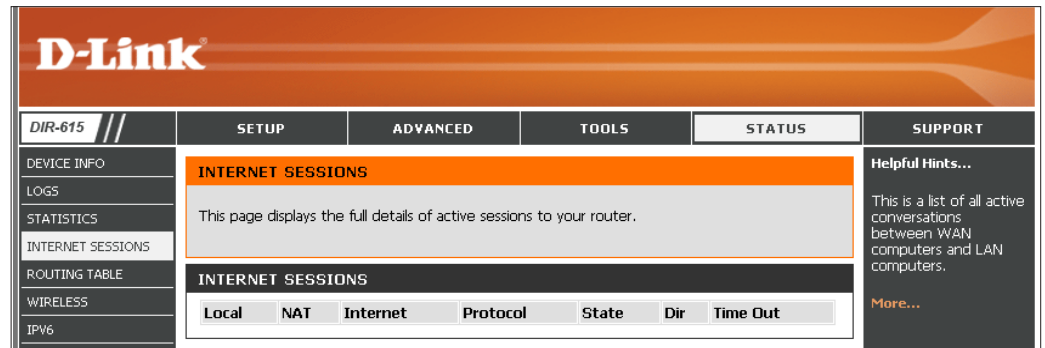 D-Link®
DIR-615
SETUP
ADVANCED
TOOLS
STATUS
SUPPORT
DEVICE INFO
LOGS
STATISTICS
INTERNET SESSIONS
ROUTING TABLE
WIRELESS
IPV6
INTERNET SESSIONS
This page displays the full details of active sessions to your router.
INTERNET SESSIONS
Local NAT Internet Protocol State Dir Time Out
Helpful Hints...
This is a list of all active
conversations
between WAN
computers and LAN
computers.
More...